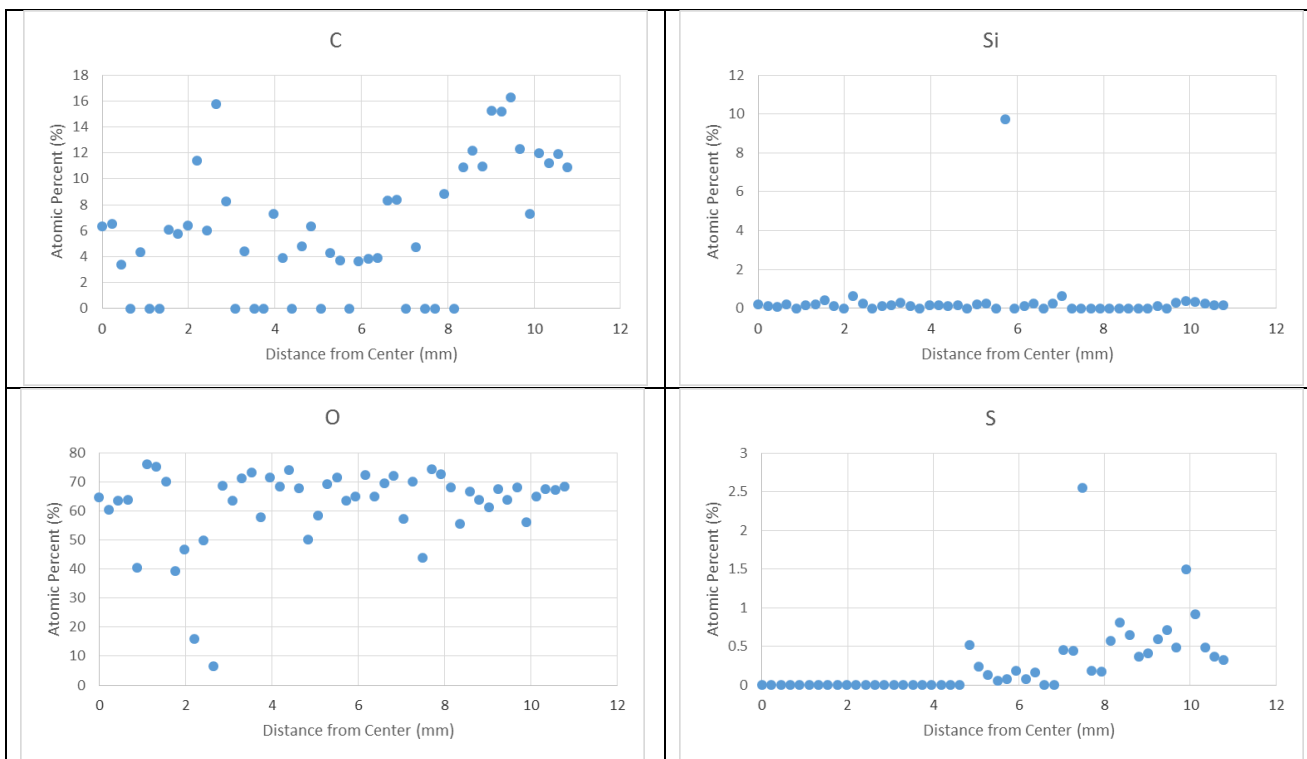 C
18
16
14
12
10
8
6
4
2
0
0 2 4 6 8 10 12
Atomic Percent (%)
Distance from Center (mm)
Si
12
10
8
6
4
2
0
0 2 4 6 8 10 12
Atomic Percent (%)
Distance from Center (mm)
O
80
70
60
50
40
30
20
10
0
0 2 4 6 8 10 12
Atomic Percent (%)
Distance from Center (mm)
S
3
2.5
2
1.5
1
0.5
0
0 2 4 6 8 10 12
Atomic Percent (%)
Distance from Center (mm)